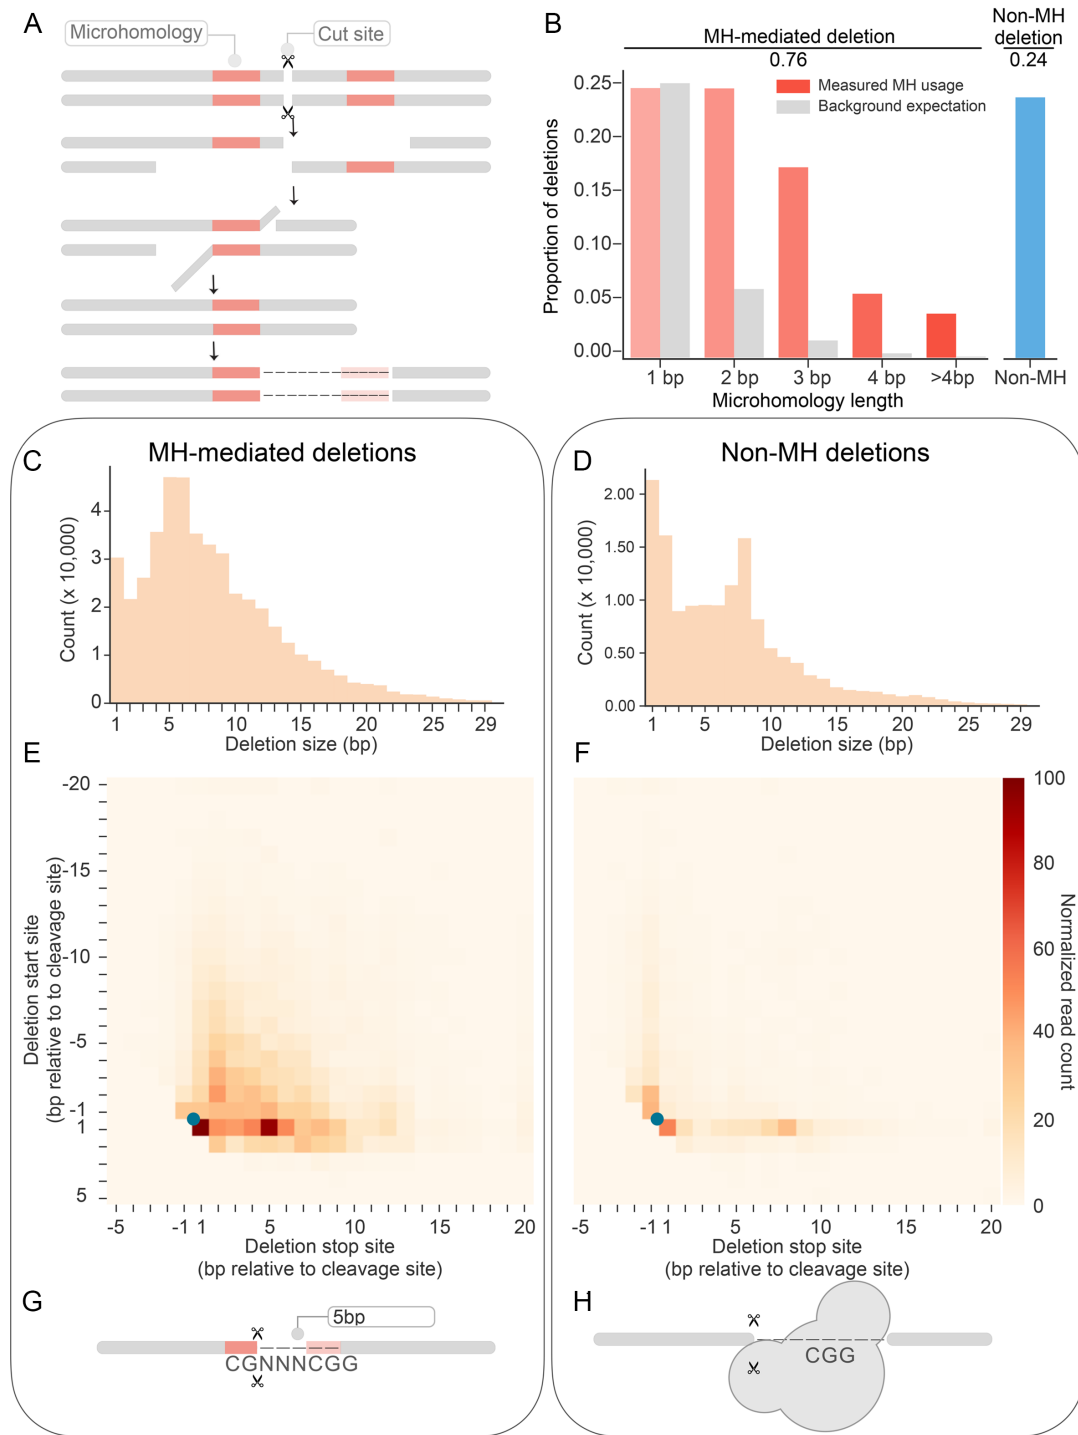 A
Microhomology
Cut site
B
MH-mediated deletion
0.76
Non-MH
deletion
0.24
Measured MH usage
Background expectation
Proportion of deletions
0.25
0.20
0.15
0.10
0.05
0.00
1 bp 2 bp 3 bp 4 bp >4bp Non-MH
Microhomology length
C
MH-mediated deletions
Count (x 10,000)
4
3
2
1
0
1 5 10 15 20 25 29
Deletion size (bp)
D
Non-MH deletions
Count (x 10,000)
2.00
1.50
1.00
0.50
0.00
1 5 10 15 20 25 29
Deletion size (bp)
E
Deletion start site
(bp relative to to cleavage site)
-20
-15
-10
-5
-1
1
5
-5 -1 1 5 10 15 20
Deletion stop site
(bp relative to cleavage site)
F
-5 -1 1 5 10 15 20
Deletion stop site
(bp relative to cleavage site)
100
80
60
40
20
0
Normalized read count
G
5bp
CGNNNCGG
H
CGG